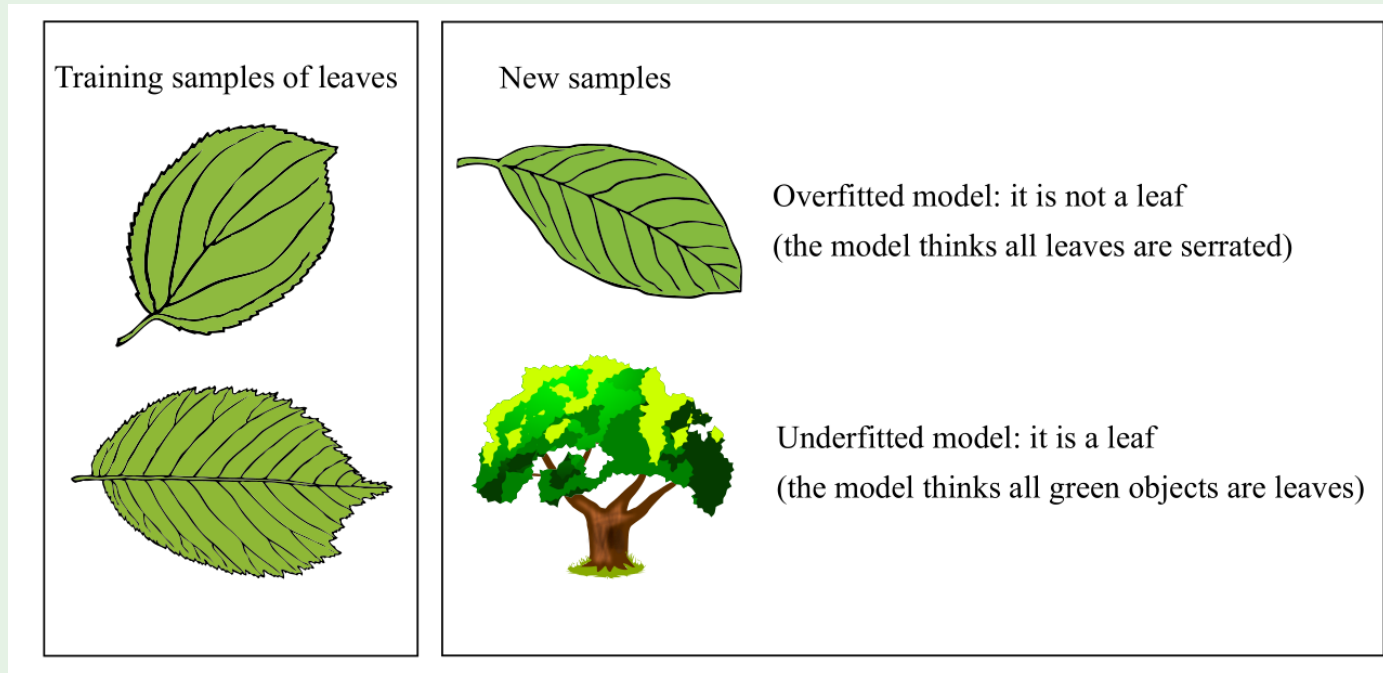 Training samples of leaves
New samples
Overfitted model: it is not a leaf
(the model thinks all leaves are serrated)
Underfitted model: it is a leaf
(the model thinks all green objects are leaves)